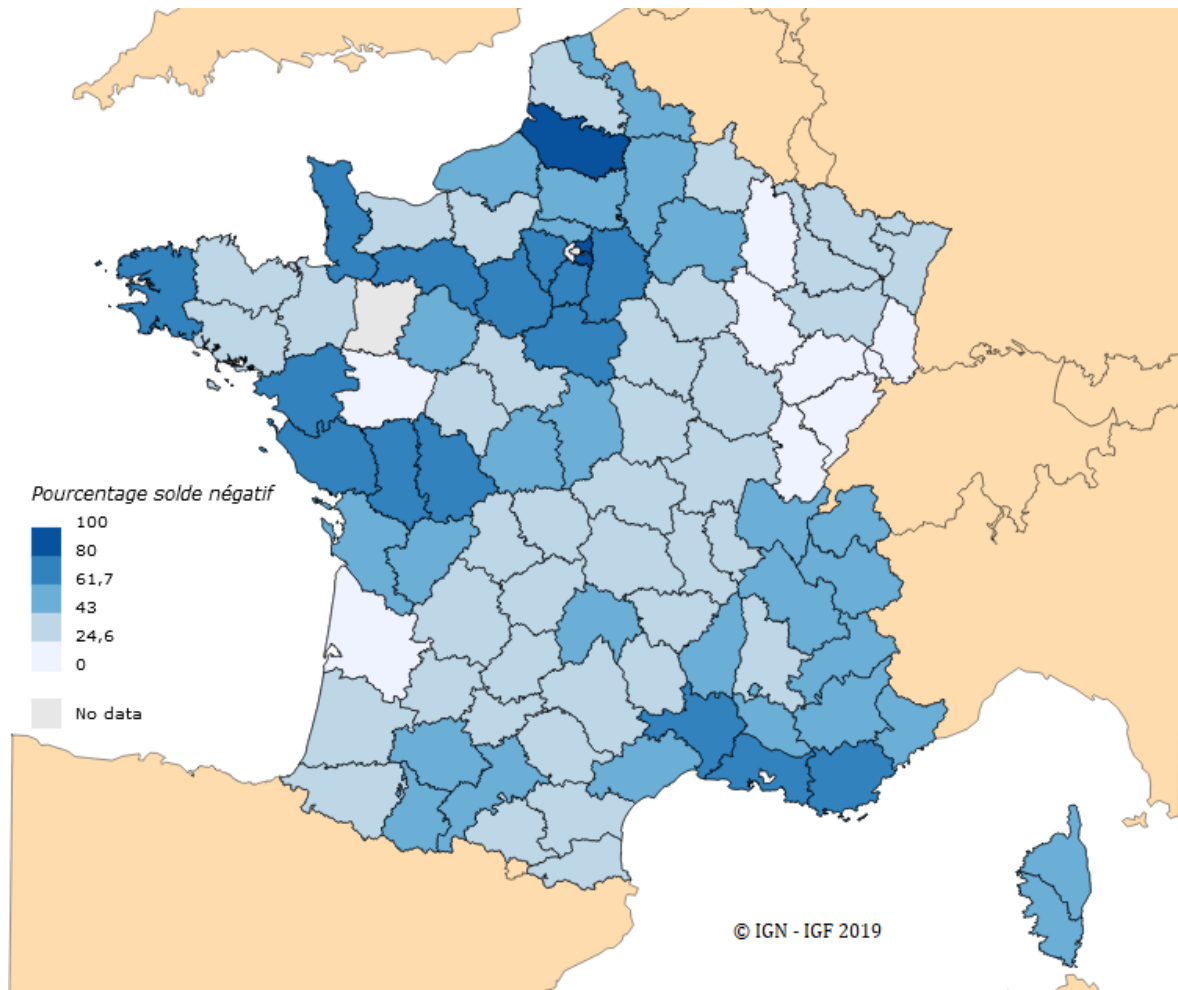 Pourcentage solde négatif
100
80
61,7
43
24,6
0
No data
© IGN - IGF 2019